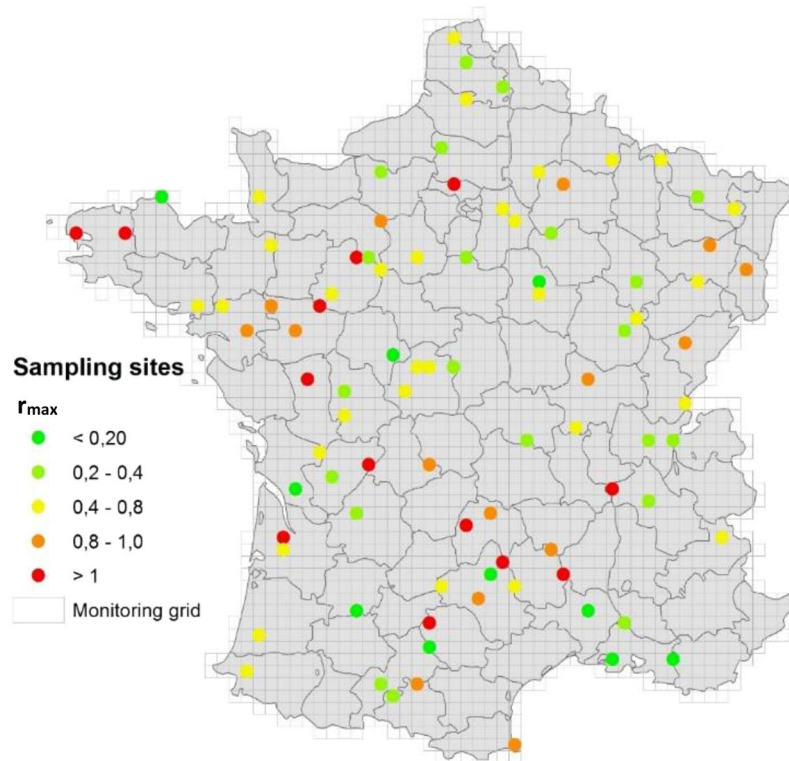 Sampling sites
rmax
< 0,20
0,2 - 0,4
0,4 - 0,8
0,8 - 1,0
> 1
Monitoring grid